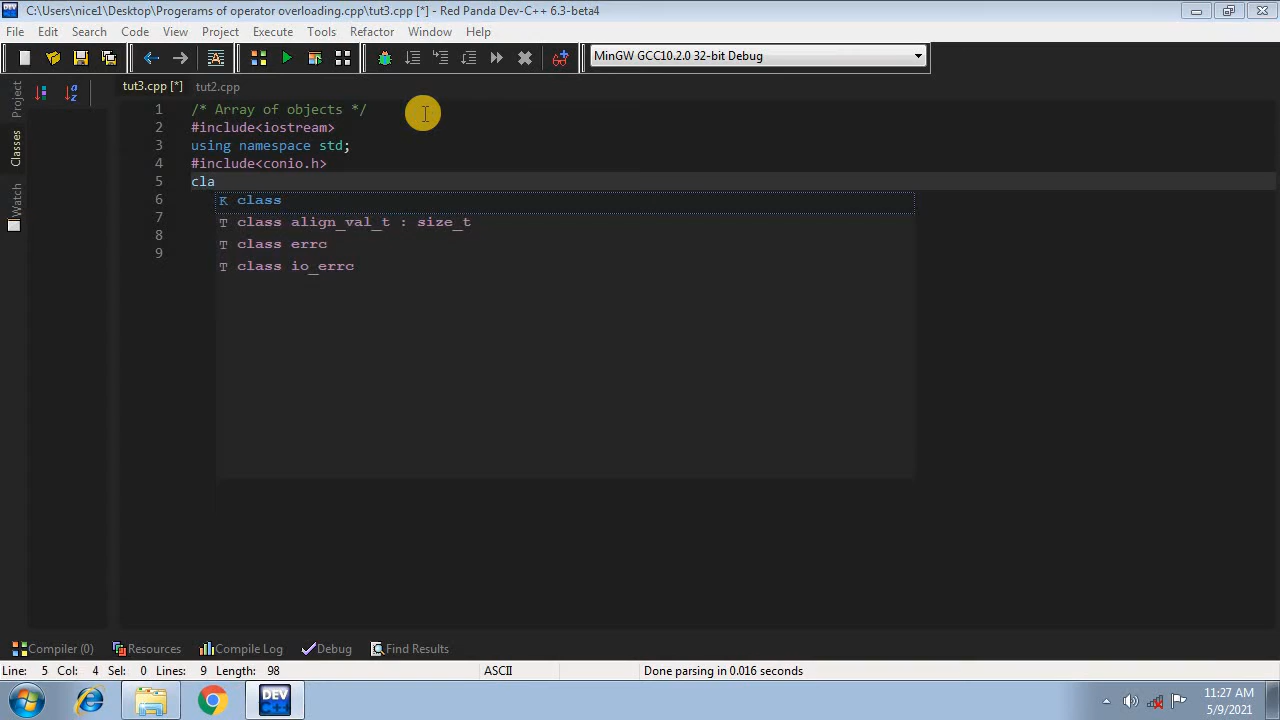 C:\Users\nice1\Desktop\Progerams of operator overloading.cpp\tut3.cpp [*] - Red Panda Dev-C++ 6.3-beta4
File Edit Search Code View Project Execute Tools Refactor Window Help
MinGW GCC10.2.0 32-bit Debug
tut3.cpp [*] tut2.cpp
Project
Classes
Watch
1 /* Array of objects */
2 #include<iostream>
3 using namespace std;
4 #include<conio.h>
5 cla
6 K class
7 T class align_val_t : size_t
8 T class errc
9 T class io_errc
Compiler (0) Resources Compile Log Debug Find Results
Line: 5 Col: 4 Sel: 0 Lines: 9 Length: 98 ASCII Done parsing in 0.016 seconds
DEV C++
11:27 AM
5/9/2021